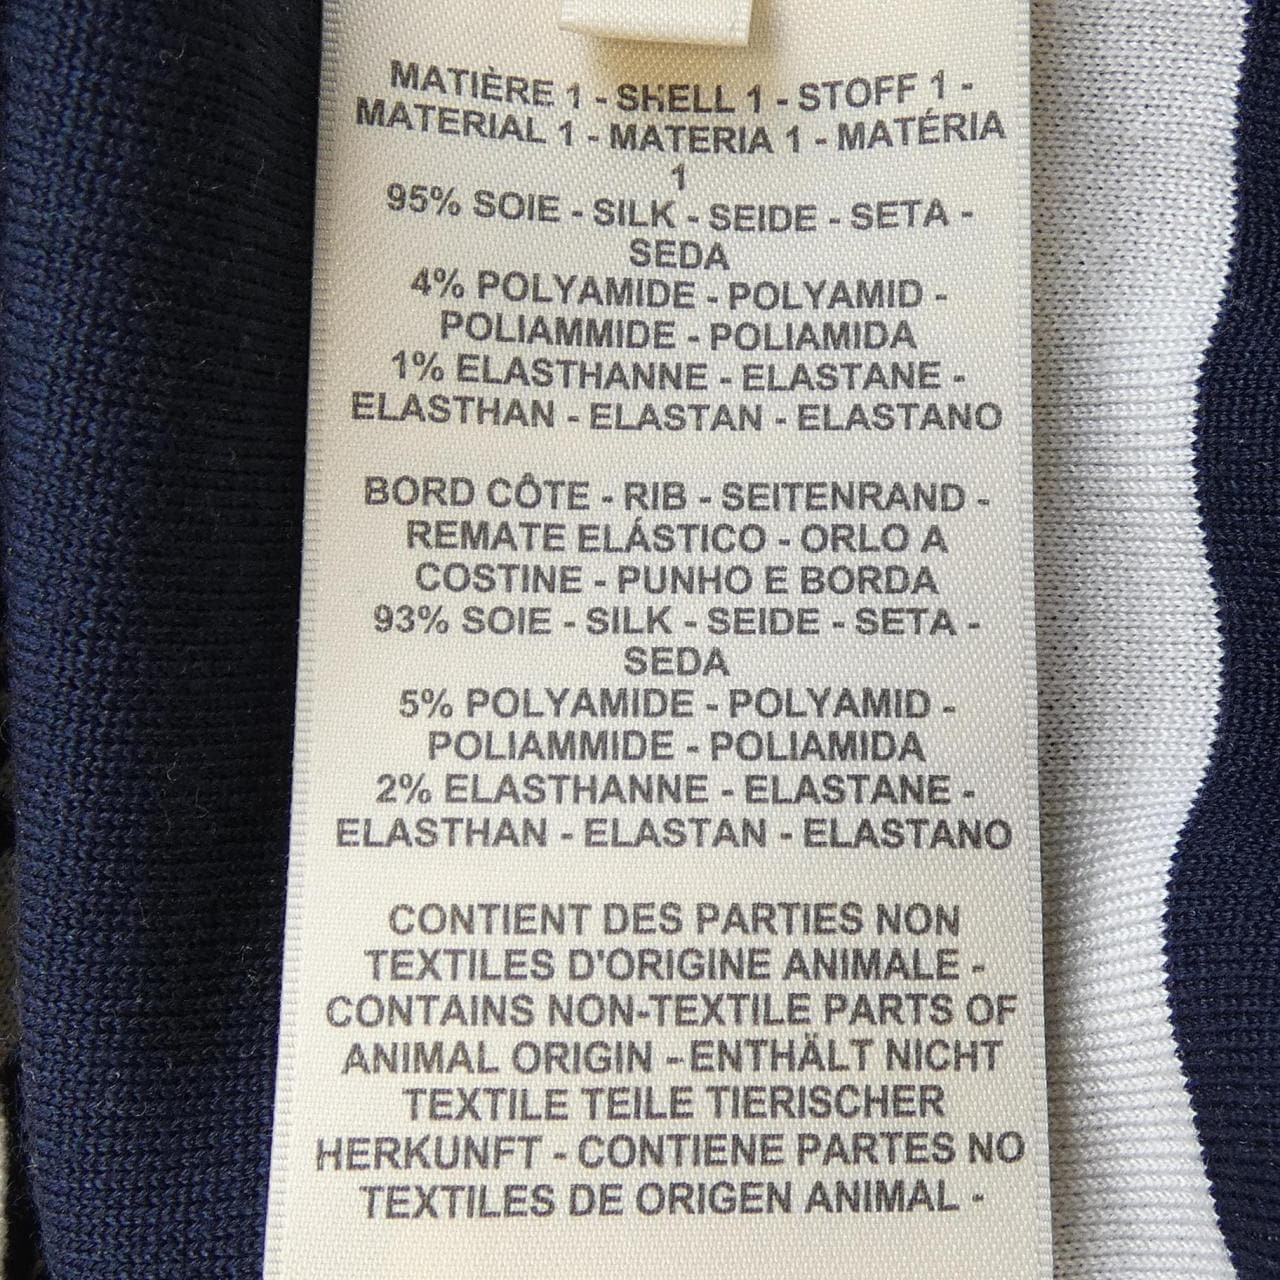 MATIÈRE 1 - SHELL 1 - STOFF 1 -
MATERIAL 1 - MATERIA 1 - MATÉRIA
1
95% SOIE - SILK - SEIDE - SETA -
SEDA
4% POLYAMIDE - POLYAMID -
POLIAMMIDE - POLIAMIDA
1% ELASTHANNE - ELASTANE -
ELASTHAN - ELASTAN - ELASTANO
BORD CÔTE - RIB - SEITENRAND -
REMATE ELÁSTICO - ORLO A
COSTINE - PUNHO E BORDA
93% SOIE - SILK - SEIDE - SETA -
SEDA
5% POLYAMIDE - POLYAMID -
POLIAMMIDE - POLIAMIDA
2% ELASTHANNE - ELASTANE -
ELASTHAN - ELASTAN - ELASTANO
CONTIENT DES PARTIES NON
TEXTILES D'ORIGINE ANIMALE -
CONTAINS NON-TEXTILE PARTS OF
ANIMAL ORIGIN - ENTHÄLT NICHT
TEXTILE TEILE TIERISCHER
HERKUNFT - CONTIENE PARTES NO
TEXTILES DE ORIGEN ANIMAL -